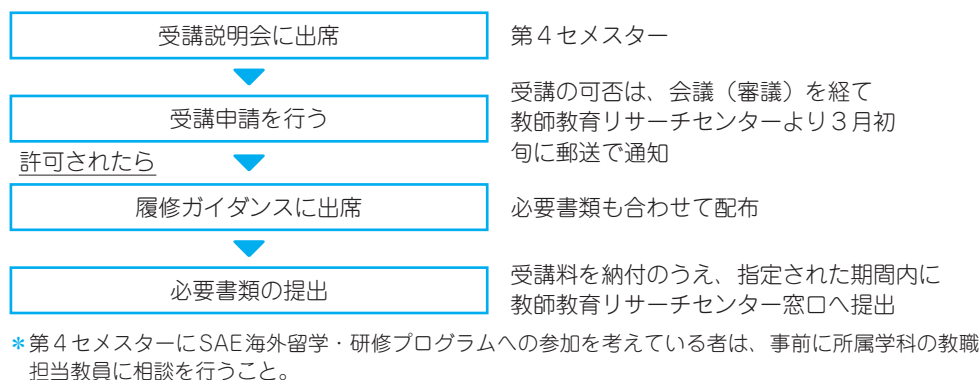 受講説明会に出席
第４セメスター
受講申請を行う
受講の可否は、会議（審議）を経て
教師教育リサーチセンターより３月初
旬に郵送で通知
許可されたら
履修ガイダンスに出席
必要書類も合わせて配布
必要書類の提出
受講料を納付のうえ、指定された期間内に
教師教育リサーチセンター窓口へ提出
＊第４セメスターにSAE海外留学・研修プログラムへの参加を考えている者は、事前に所属学科の教職
担当教員に相談を行うこと。